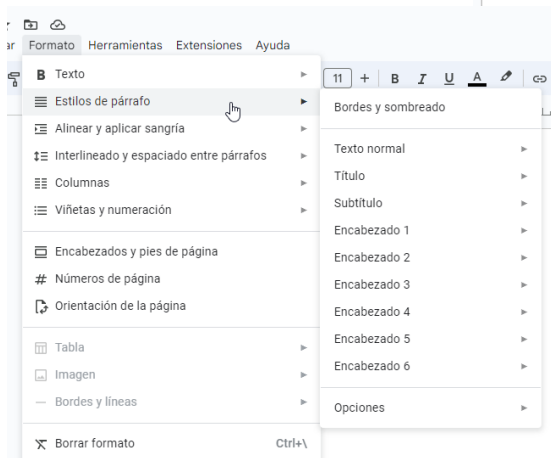 Formato Herramientas Extensiones Ayuda
11 + B I U A
B Texto
Estilos de párrafo
Alinear y aplicar sangría
Interlineado y espaciado entre párrafos
Columnas
Viñetas y numeración
Encabezados y pies de página
# Números de página
Orientación de la página
Tabla
Imagen
Bordes y líneas
Borrar formato Ctrl+\
Bordes y sombreado
Texto normal
Título
Subtítulo
Encabezado 1
Encabezado 2
Encabezado 3
Encabezado 4
Encabezado 5
Encabezado 6
Opciones